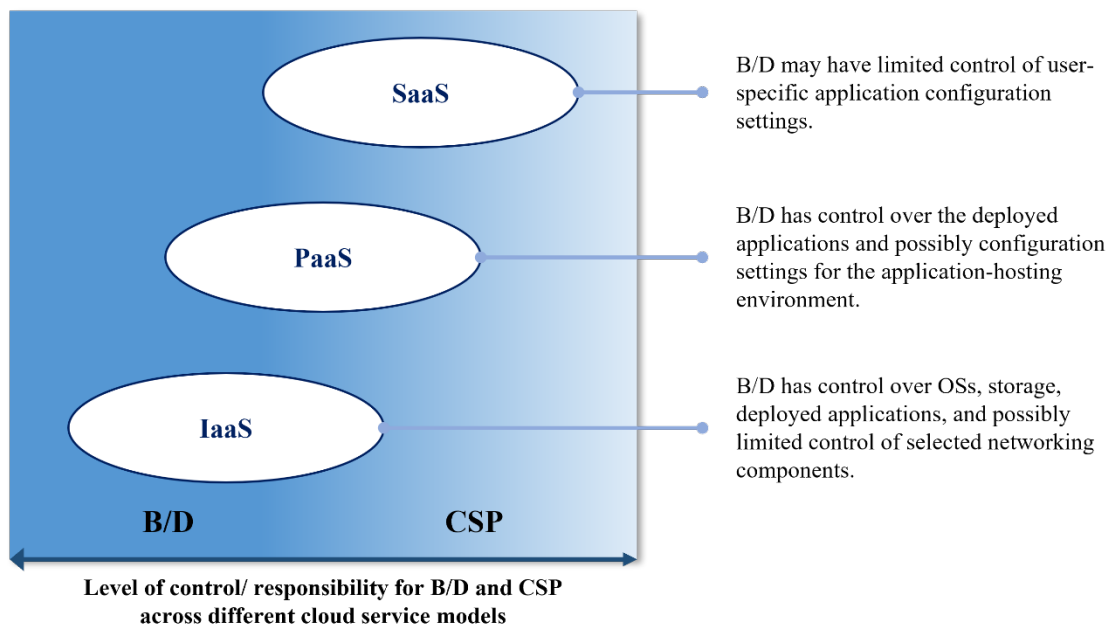 SaaS
B/D may have limited control of user-
specific application configuration
settings.
PaaS
B/D has control over the deployed
applications and possibly configuration
settings for the application-hosting
environment.
IaaS
B/D has control over OSs, storage,
deployed applications, and possibly
limited control of selected networking
components.
B/D
CSP
Level of control/ responsibility for B/D and CSP
across different cloud service models